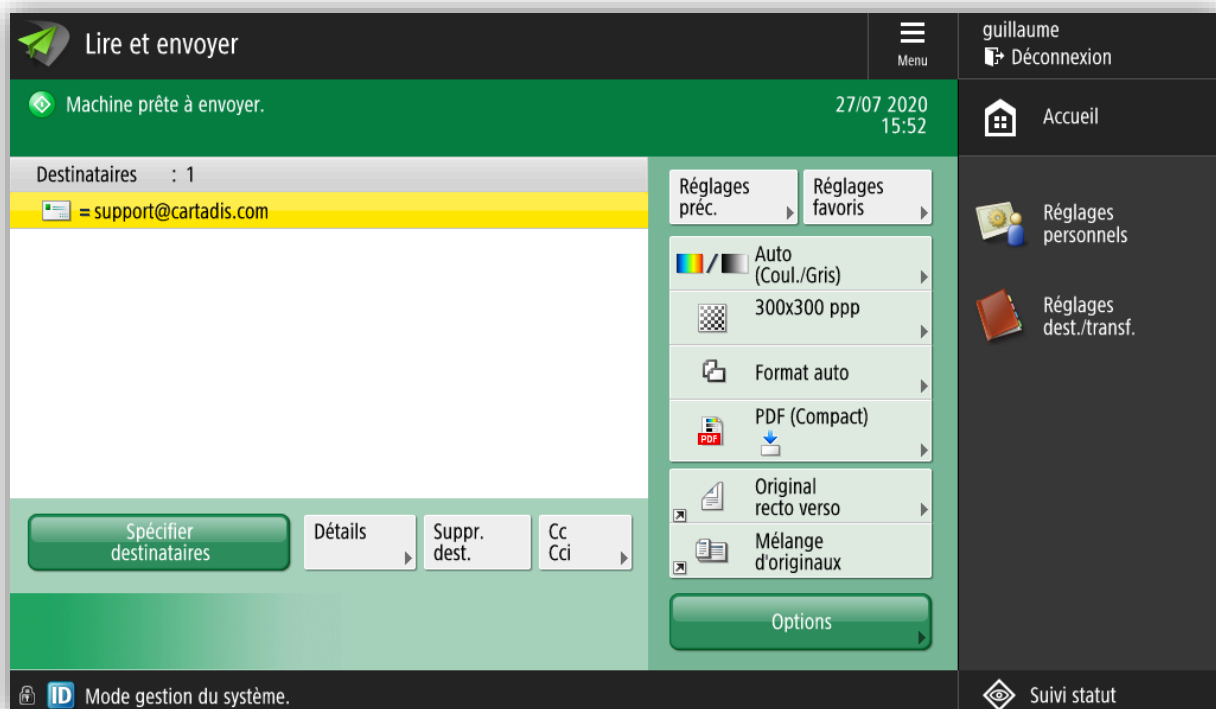 Lire et envoyer
Menu
guillaume
Déconnexion
Machine prête à envoyer.
27/07 2020
15:52
Accueil
Destinataires : 1
= support@cartadis.com
Réglages
préc.
Réglages
favoris
Réglages
personnels
Auto
(Coul./Gris)
300x300 ppp
Réglages
dest./transf.
Format auto
PDF (Compact)
PDF
Original
recto verso
Mélange
d'originaux
Spécifier
destinataires
Détails
Suppr.
dest.
Cc
Cci
Options
ID Mode gestion du système.
Suivi statut